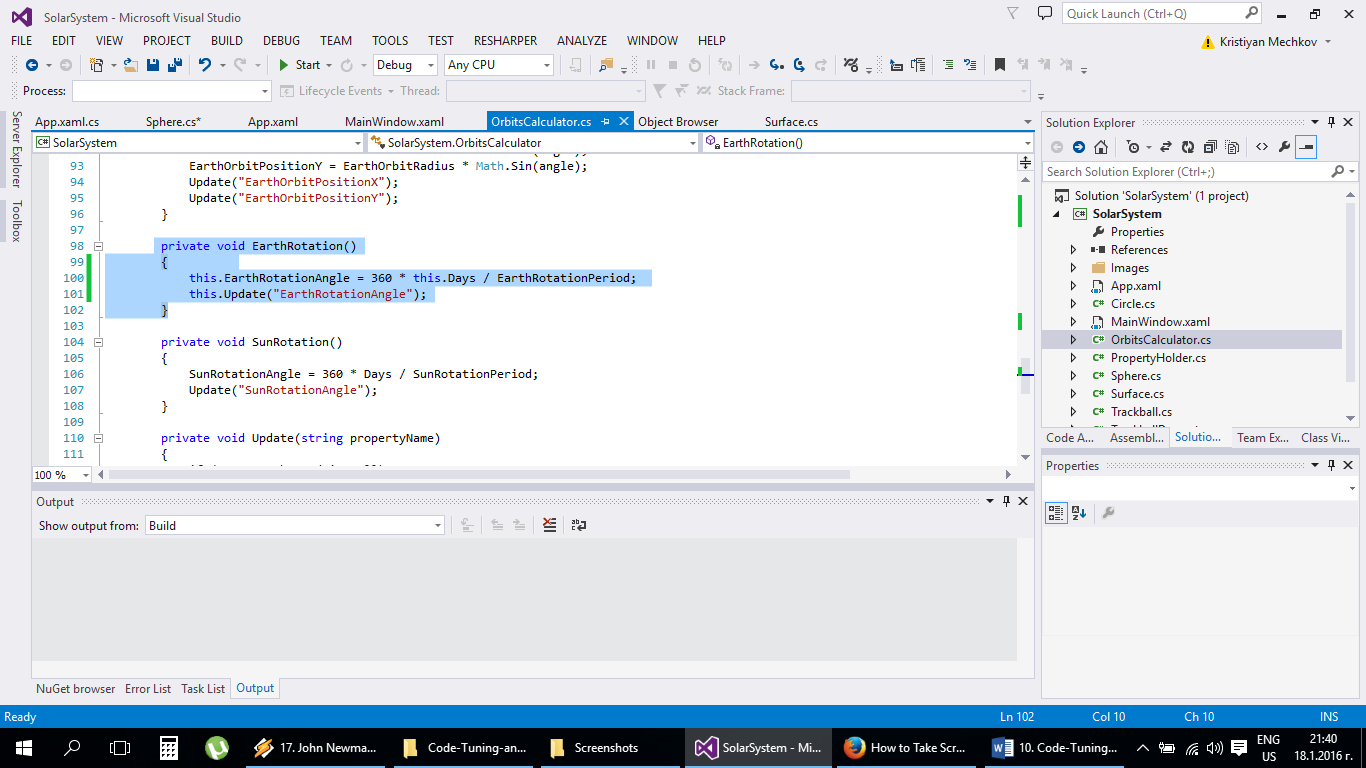 SolarSystem - Microsoft Visual Studio
Quick Launch (Ctrl+Q)
FILE EDIT VIEW PROJECT BUILD DEBUG TEAM TOOLS TEST RESHARPER ANALYZE WINDOW HELP
Kristiyan Mechkov
Start Debug Any CPU
Process: Lifecycle Events Thread: Stack Frame:
Server Explorer
Toolbox
App.xaml.cs Sphere.cs* App.xaml MainWindow.xaml OrbitsCalculator.cs Object Browser Surface.cs
SolarSystem SolarSystem.OrbitsCalculator EarthRotation()
93 EarthOrbitPositionY = EarthOrbitRadius * Math.Sin(angle);
94 Update("EarthOrbitPositionX");
95 Update("EarthOrbitPositionY");
96 }
97
98 private void EarthRotation()
99 {
100 this.EarthRotationAngle = 360 * this.Days / EarthRotationPeriod;
101 this.Update("EarthRotationAngle");
102 }
103
104 private void SunRotation()
105 {
106 SunRotationAngle = 360 * Days / SunRotationPeriod;
107 Update("SunRotationAngle");
108 }
109
110 private void Update(string propertyName)
111 {
100 %
Output
Show output from: Build
NuGet browser Error List Task List Output
Solution Explorer
Search Solution Explorer (Ctrl+;)
Solution 'SolarSystem' (1 project)
SolarSystem
Properties
References
Images
App.xaml
Circle.cs
MainWindow.xaml
OrbitsCalculator.cs
PropertyHolder.cs
Sphere.cs
Surface.cs
Trackball.cs
Code A... Assembl... Solutio... Team Ex... Class Vi...
Properties
Ready Ln 102 Col 10 Ch 10 INS
17. John Newma... Code-Tuning-an... Screenshots SolarSystem - Mi... How to Take Scr... 10. Code-Tuning...
ENG
US
21:40
18.1.2016 г.